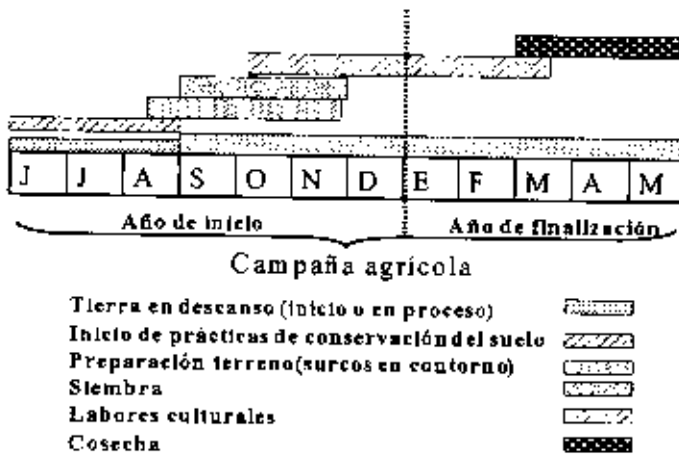 J J A S O N D E F M A M
Año de inicio Año de finalización
Campaña agrícola
Tierra en descanso (inicio o en proceso)
Inicio de prácticas de conservación del suelo
Preparación terreno(surcos en contorno)
Siembra
Labores culturales
Cosecha